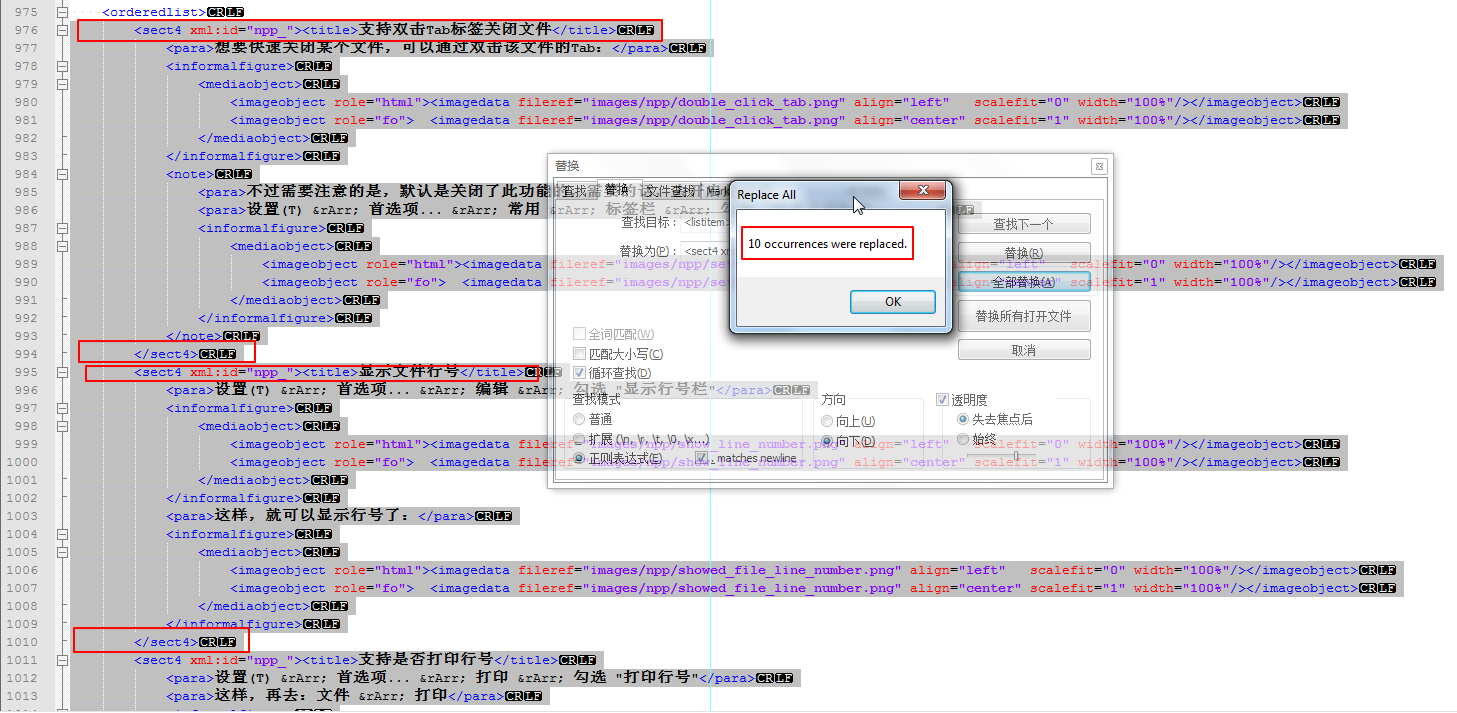 975 <orderedlist>CRLF
976 <sect4 xml:id="npp_"><title>支持双击Tab标签关闭文件</title>CRLF
977 <para>想要快速关闭某个文件，可以通过双击该文件的Tab：</para>CRLF
978 <informalfigure>CRLF
979 <mediaobject>CRLF
980 <imageobject role="html"><imagedata fileref="images/npp/double_click_tab.png" align="left" scalefit="0" width="100%"/></imageobject>CRLF
981 <imageobject role="fo"> <imagedata fileref="images/npp/double_click_tab.png" align="center" scalefit="1" width="100%"/></imageobject>CRLF
982 </mediaobject>CRLF
983 </informalfigure>CRLF
984 <note>CRLF
985 <para>不过需要注意的是，默认是关闭了此功能的
986 <para>设置(T) &rArr; 首选项... &rArr; 常用 &rArr; 标签栏 &rArr;
987 <informalfigure>CRLF
988 <mediaobject>CRLF
989 <imageobject role="html"><imagedata fileref="images/npp/se align="left" scalefit="0" width="100%"/></imageobject>CRLF
990 <imageobject role="fo"> <imagedata fileref="images/npp/se scalefit="1" width="100%"/></imageobject>CRLF
991 </mediaobject>CRLF
992 </informalfigure>CRLF
993 </note>CRLF
994 </sect4>CRLF
995 <sect4 xml:id="npp_"><title>显示文件行号</title>CRLF
996 <para>设置(T) &rArr; 首选项... &rArr; 编辑 &rArr; 勾选 "显示行号栏"</para>CRLF
997 <informalfigure>CRLF
998 <mediaobject>CRLF
999 <imageobject role="html"><imagedata fileref="images/npp/show_line_number.png" align="left" scalefit="0" width="100%"/></imageobject>CRLF
1000 <imageobject role="fo"> <imagedata fileref="images/npp/show_line_number.png" align="center" scalefit="1" width="100%"/></imageobject>CRLF
1001 </mediaobject>CRLF
1002 </informalfigure>CRLF
1003 <para>这样，就可以显示行号了：</para>CRLF
1004 <informalfigure>CRLF
1005 <mediaobject>CRLF
1006 <imageobject role="html"><imagedata fileref="images/npp/showed_file_line_number.png" align="left" scalefit="0" width="100%"/></imageobject>CRLF
1007 <imageobject role="fo"> <imagedata fileref="images/npp/showed_file_line_number.png" align="center" scalefit="1" width="100%"/></imageobject>CRLF
1008 </mediaobject>CRLF
1009 </informalfigure>CRLF
1010 </sect4>CRLF
1011 <sect4 xml:id="npp_"><title>支持是否打印行号</title>CRLF
1012 <para>设置(T) &rArr; 首选项... &rArr; 打印 &rArr; 勾选 "打印行号"</para>CRLF
1013 <para>这样，再去：文件 &rArr; 打印</para>CRLF
替换
查找 替换 文件查找 Mark
查找目标： <listitem>
替换为(P)： <sect4 xm
查找下一个
替换(R)
全部替换(A)
替换所有打开文件
取消
全词匹配(W)
匹配大小写(C)
循环查找(D)
查找模式
普通
扩展 (\n, \r, \t, \0, \x...)
正则表达式(E) . matches newline
方向
向上(U)
向下(D)
透明度
失去焦点后
始终
Replace All
10 occurrences were replaced.
OK